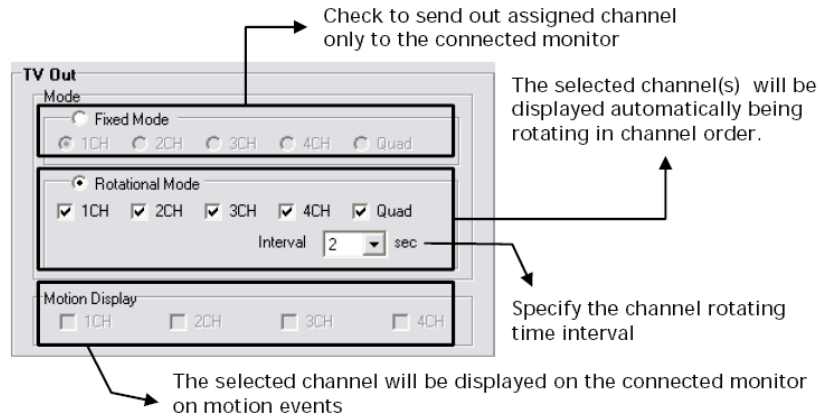 Check to send out assigned channel
only to the connected monitor
TV Out
Mode
Fixed Mode
1CH 2CH 3CH 4CH Quad
The selected channel(s) will be
displayed automatically being
rotating in channel order.
Rotational Mode
1CH 2CH 3CH 4CH Quad
Interval 2 sec
Specify the channel rotating
time interval
Motion Display
1CH 2CH 3CH 4CH
The selected channel will be displayed on the connected monitor
on motion events